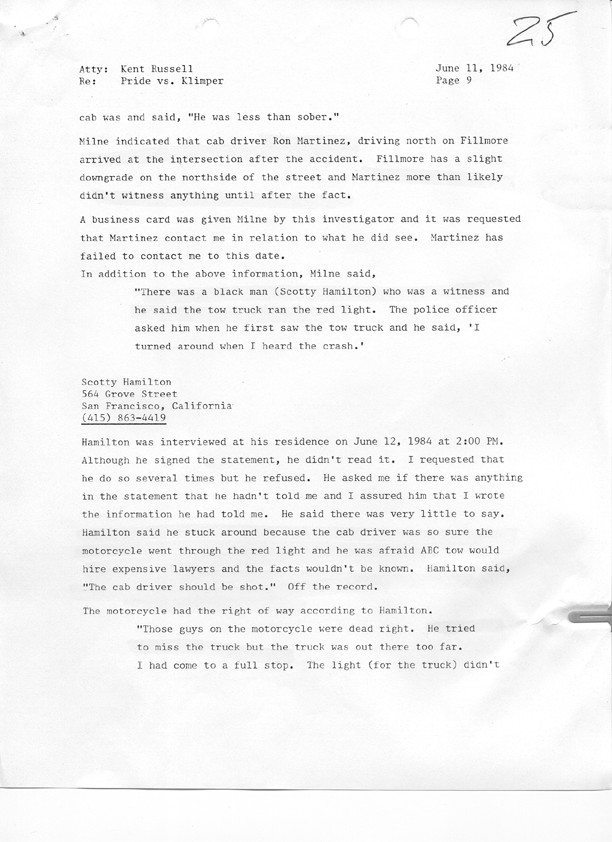 25
Atty: Kent Russell June 11, 1984
Re: Pride vs. Klimper Page 9
cab was and said, "He was less than sober."
Milne indicated that cab driver Ron Martinez, driving north on Fillmore
arrived at the intersection after the accident. Fillmore has a slight
downgrade on the northside of the street and Martinez more than likely
didn't witness anything until after the fact.
A business card was given Milne by this investigator and it was requested
that Martinez contact me in relation to what he did see. Martinez has
failed to contact me to this date.
In addition to the above information, Milne said,
"There was a black man (Scotty Hamilton) who was a witness and
he said the tow truck ran the red light. The police officer
asked him when he first saw the tow truck and he said, 'I
turned around when I heard the crash.'
Scotty Hamilton
564 Grove Street
San Francisco, California
(415) 863-4419
Hamilton was interviewed at his residence on June 12, 1984 at 2:00 PM.
Although he signed the statement, he didn't read it. I requested that
he do so several times but he refused. He asked me if there was anything
in the statement that he hadn't told me and I assured him that I wrote
the information he had told me. He said there was very little to say.
Hamilton said he stuck around because the cab driver was so sure the
motorcycle went through the red light and he was afraid ABC tow would
hire expensive lawyers and the facts wouldn't be known. Hamilton said,
"The cab driver should be shot." Off the record.
The motorcycle had the right of way according to Hamilton.
"Those guys on the motorcycle were dead right. He tried
to miss the truck but the truck was out there too far.
I had come to a full stop. The light (for the truck) didn't